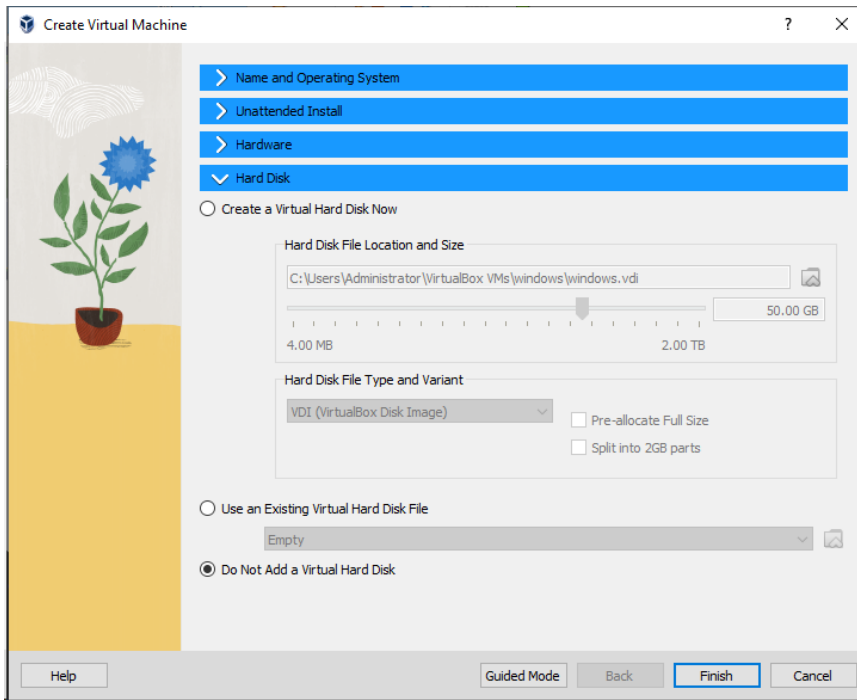 Create Virtual Machine
Name and Operating System
Unattended Install
Hardware
Hard Disk
Create a Virtual Hard Disk Now
Hard Disk File Location and Size
C:\Users\Administrator\VirtualBox VMs\windows\windows.vdi
50.00 GB
4.00 MB 2.00 TB
Hard Disk File Type and Variant
VDI (VirtualBox Disk Image)
Pre-allocate Full Size
Split into 2GB parts
Use an Existing Virtual Hard Disk File
Empty
Do Not Add a Virtual Hard Disk
Help Guided Mode Back Finish Cancel